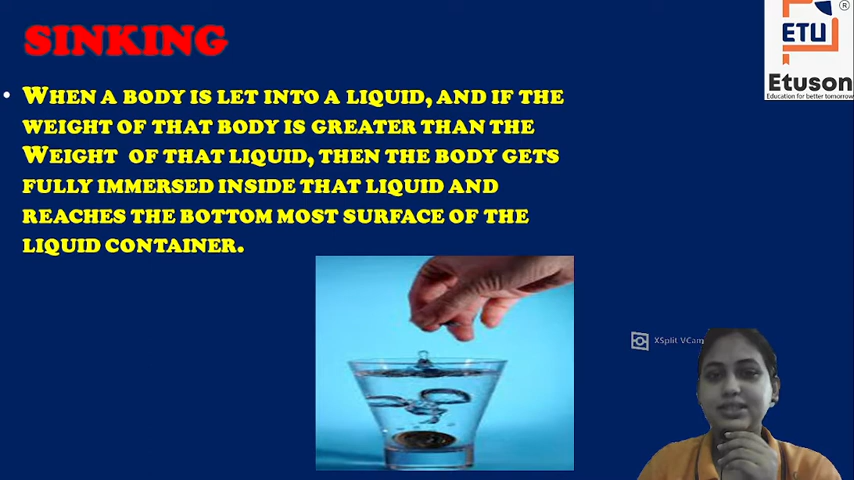 SINKING
• WHEN A BODY IS LET INTO A LIQUID, AND IF THE
WEIGHT OF THAT BODY IS GREATER THAN THE
WEIGHT OF THAT LIQUID, THEN THE BODY GETS
FULLY IMMERSED INSIDE THAT LIQUID AND
REACHES THE BOTTOM MOST SURFACE OF THE
LIQUID CONTAINER.
®
ETU
Etuson
Education for better tomorrow
XSplit VCam